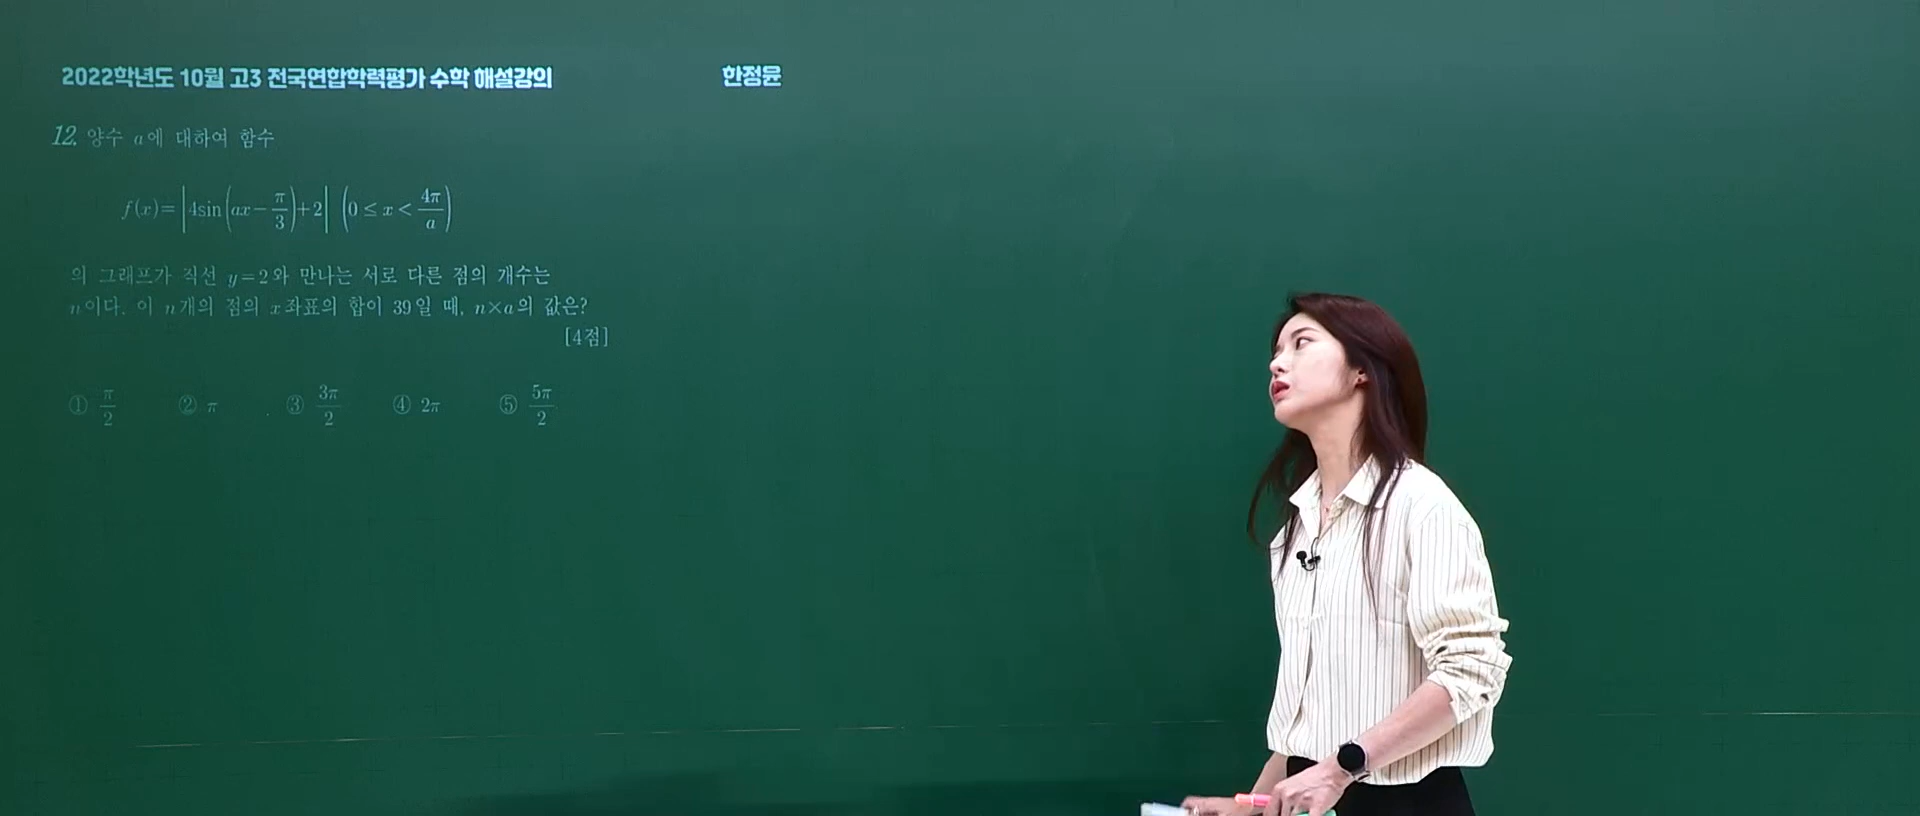 2022학년도 10월 고3 전국연합학력평가 수학 해설강의 한정윤
12. 양수 a에 대하여 함수
f(x)=|4sin(ax-π/3)+2| (0≤x<4π/a)
의 그래프가 직선 y=2와 만나는 서로 다른 점의 개수는
n이다. 이 n개의 점의 x좌표의 합이 39일 때, n×a의 값은?
[4점]
① π/2 ② π ③ 3π/2 ④ 2π ⑤ 5π/2